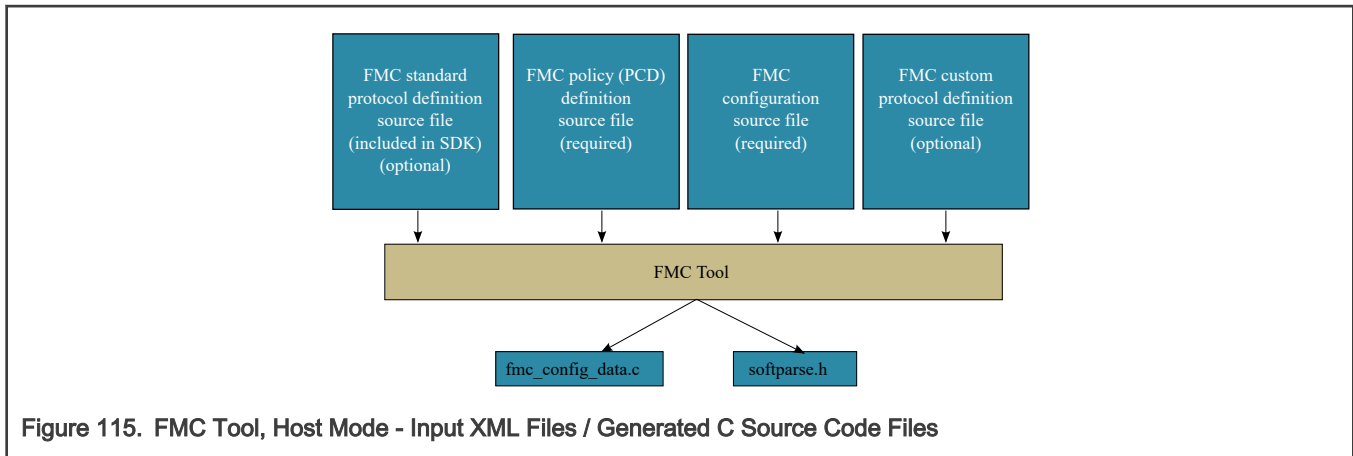 FMC standard
protocol definition
source file
(included in SDK)
(optional)
FMC policy (PCD)
definition
source file
(required)
FMC
configuration
source file
(required)
FMC custom
protocol definition
source file
(optional)
FMC Tool
fmc_config_data.c
softparse.h
Figure 115. FMC Tool, Host Mode - Input XML Files / Generated C Source Code Files